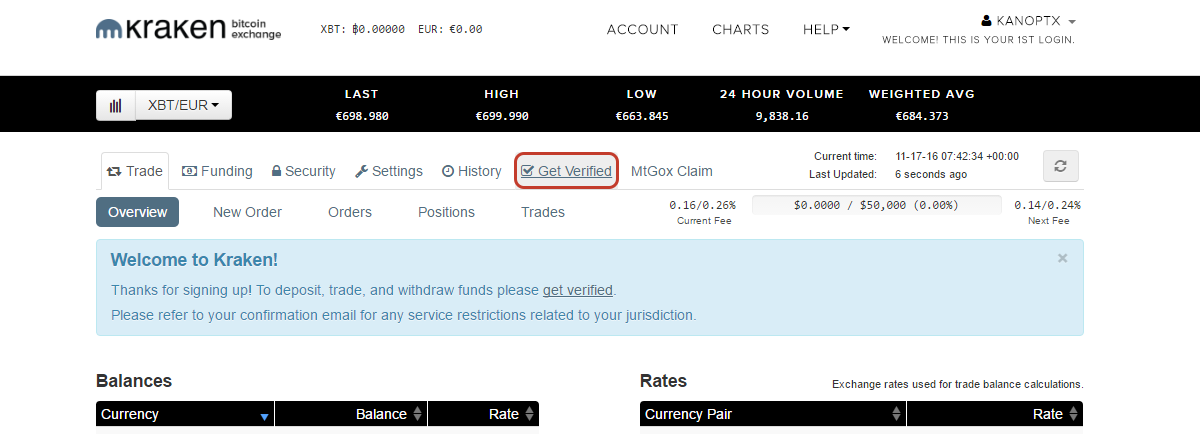 kraken bitcoin exchange
XBT: ฿0.00000 EUR: €0.00
ACCOUNT CHARTS HELP
KANOPTX
WELCOME! THIS IS YOUR 1ST LOGIN.
XBT/EUR
LAST HIGH LOW 24 HOUR VOLUME WEIGHTED AVG
€698.980 €699.990 €663.845 9,838.16 €684.373
Trade Funding Security Settings History Get Verified MtGox Claim
Current time: 11-17-16 07:42:34 +00:00
Last Updated: 6 seconds ago
Overview New Order Orders Positions Trades
0.16/0.26% $0.0000 / $50,000 (0.00%) 0.14/0.24%
Current Fee Next Fee
Welcome to Kraken!
×
Thanks for signing up! To deposit, trade, and withdraw funds please get verified.
Please refer to your confirmation email for any service restrictions related to your jurisdiction.
Balances
Currency Balance Rate
Rates Exchange rates used for trade balance calculations.
Currency Pair Rate